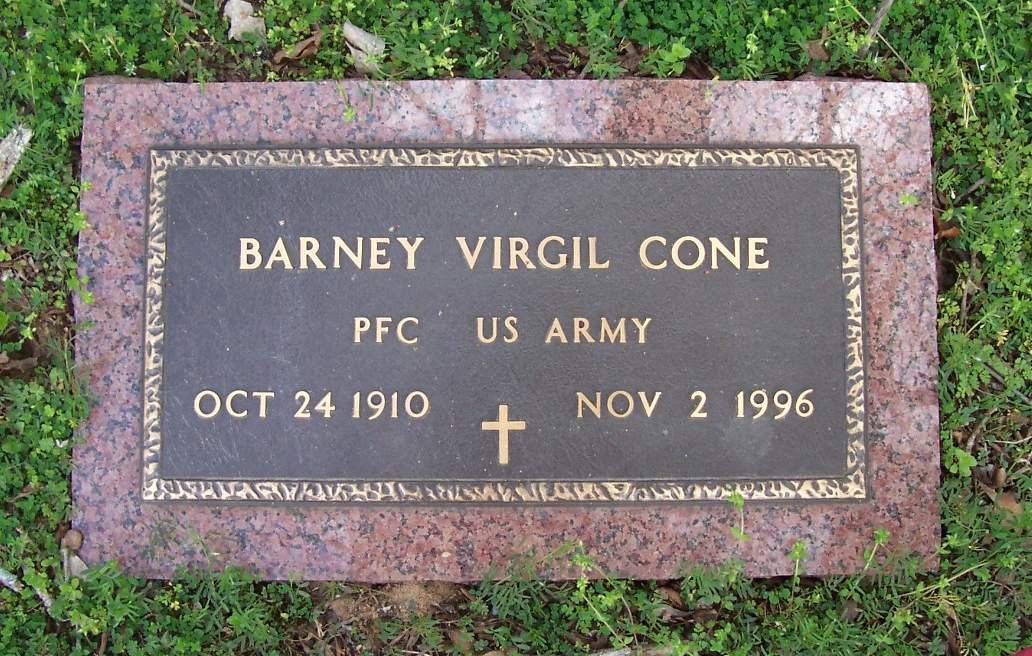 BARNEY VIRGIL CONE
PFC US ARMY
OCT 24 1910 NOV 2 1996